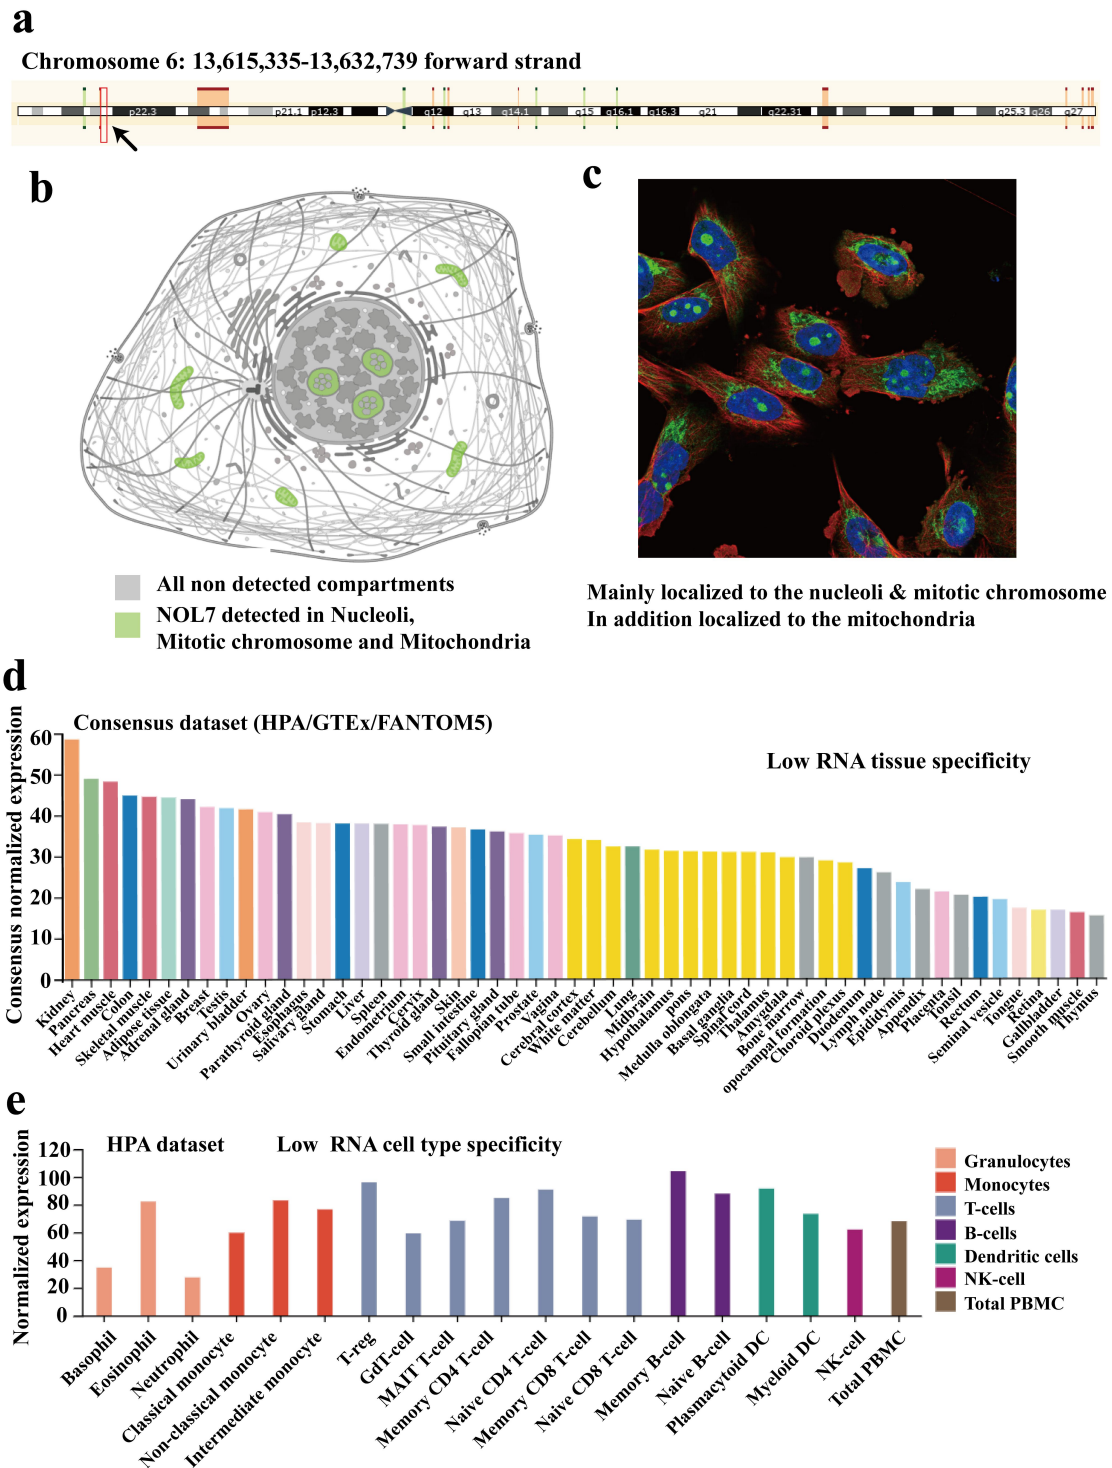 a
Chromosome 6: 13,615,335-13,632,739 forward strand
p22.3 p21.1 p12.3 q12 q13 q14.1 q15 q16.1 q16.3 q21 q22.31 q25.3 q26 q27
b
c
All non detected compartments
NOL7 detected in Nucleoli,
Mitotic chromosome and Mitochondria
Mainly localized to the nucleoli & mitotic chromosome
In addition localized to the mitochondria
d
Consensus dataset (HPA/GTEx/FANTOM5)
Low RNA tissue specificity
Consensus normalized expression
60
50
40
30
20
10
0
Kidney
Pancreas
Heart muscle
Colon
Skeletal muscle
Adipose tissue
Adrenal gland
Breast
Testis
Urinary bladder
Ovary
Parathyroid gland
Esophagus
Salivary gland
Stomach
Liver
Spleen
Endometrium
Cervix
Thyroid gland
Skin
Small intestine
Pituitary gland
Fallopian tube
Prostate
Vagina
Cerebral cortex
White matter
Cerebellum
Lung
Midbrain
Hypothalamus
pons
Medulla oblongata
Basal ganglia
Spinal cord
Thalamus
Amygdala
Bone marrow
opocampal formation
Choroid plexus
Duodenum
Lymph node
Epididymis
Appendix
Placenta
Tonsil
Rectum
Seminal vesicle
Tongue
Retina
Gallbladder
Smooth muscle
Thymus
e
HPA dataset
Low RNA cell type specificity
Normalized expression
120
100
80
60
40
20
0
Basophil
Eosinophil
Neutrophil
Classical monocyte
Non-classical monocyte
Intermediate monocyte
T-reg
GdT-cell
MAIT T-cell
Memory CD4 T-cell
Naive CD4 T-cell
Memory CD8 T-cell
Naive CD8 T-cell
Memory B-cell
Naive B-cell
Plasmacytoid DC
Myeloid DC
NK-cell
Total PBMC
Granulocytes
Monocytes
T-cells
B-cells
Dendritic cells
NK-cell
Total PBMC